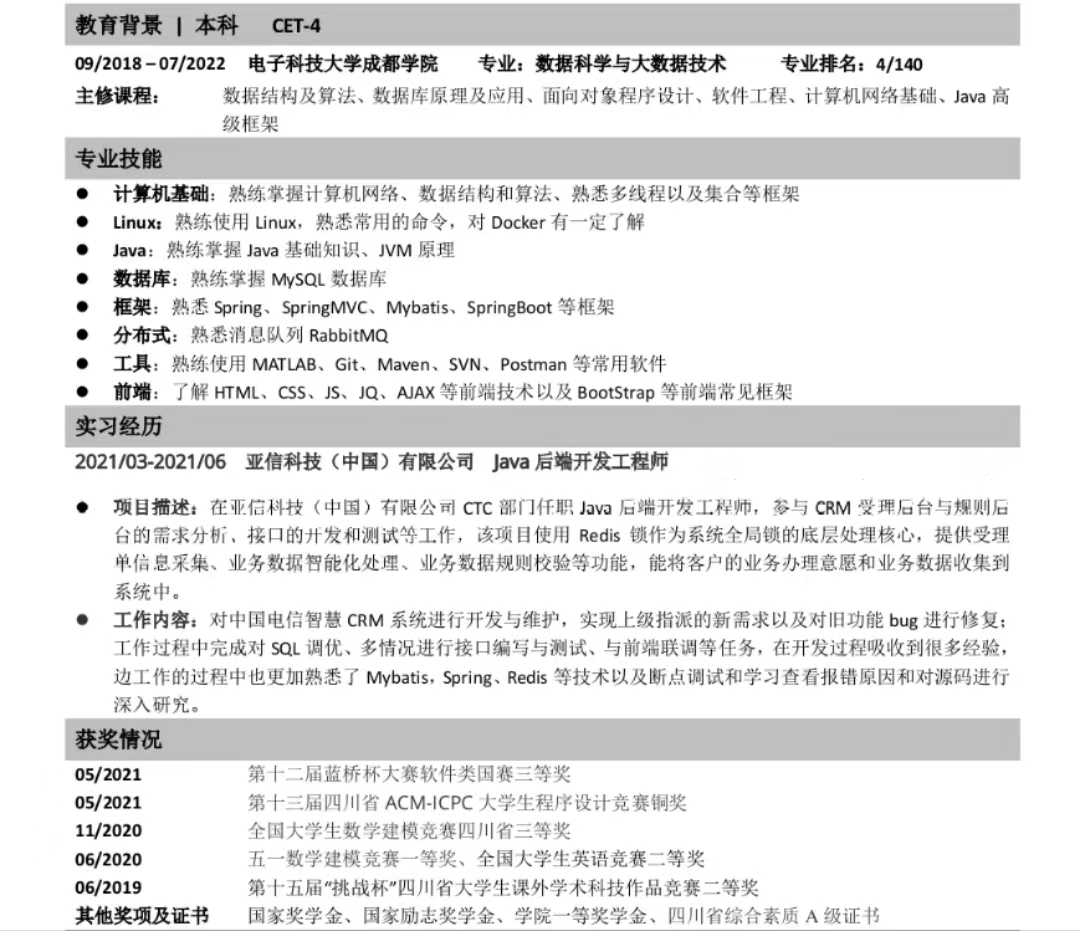 教育背景 | 本科 CET-4
09/2018 – 07/2022 电子科技大学成都学院 专业：数据科学与大数据技术 专业排名：4/140
主修课程： 数据结构及算法、数据库原理及应用、面向对象程序设计、软件工程、计算机网络基础、Java 高
级框架
专业技能
● 计算机基础：熟练掌握计算机网络、数据结构和算法、熟悉多线程以及集合等框架
● Linux：熟练使用 Linux，熟悉常用的命令，对 Docker 有一定了解
● Java：熟练掌握 Java 基础知识、JVM 原理
● 数据库：熟练掌握 MySQL 数据库
● 框架：熟悉 Spring、SpringMVC、Mybatis、SpringBoot 等框架
● 分布式：熟悉消息队列 RabbitMQ
● 工具：熟练使用 MATLAB、Git、Maven、SVN、Postman 等常用软件
● 前端：了解 HTML、CSS、JS、JQ、AJAX 等前端技术以及 BootStrap 等前端常见框架
实习经历
2021/03-2021/06 亚信科技（中国）有限公司 Java 后端开发工程师
● 项目描述：在亚信科技（中国）有限公司 CTC 部门任职 Java 后端开发工程师，参与 CRM 受理后台与规则后
台的需求分析、接口的开发和测试等工作，该项目使用 Redis 锁作为系统全局锁的底层处理核心，提供受理
单信息采集、业务数据智能化处理、业务数据规则校验等功能，能将客户的业务办理意愿和业务数据收集到
系统中。
● 工作内容：对中国电信智慧 CRM 系统进行开发与维护，实现上级指派的新需求以及对旧功能 bug 进行修复；
工作过程中完成对 SQL 调优、多情况进行接口编写与测试、与前端联调等任务，在开发过程吸收到很多经验，
边工作的过程中也更加熟悉了 Mybatis，Spring、Redis 等技术以及断点调试和学习查看报错原因和对源码进行
深入研究。
获奖情况
05/2021 第十二届蓝桥杯大赛软件类国赛三等奖
05/2021 第十三届四川省 ACM-ICPC 大学生程序设计竞赛铜奖
11/2020 全国大学生数学建模竞赛四川省三等奖
06/2020 五一数学建模竞赛一等奖、全国大学生英语竞赛二等奖
06/2019 第十五届“挑战杯”四川省大学生课外学术科技作品竞赛二等奖
其他奖项及证书 国家奖学金、国家励志奖学金、学院一等奖学金、四川省综合素质 A 级证书